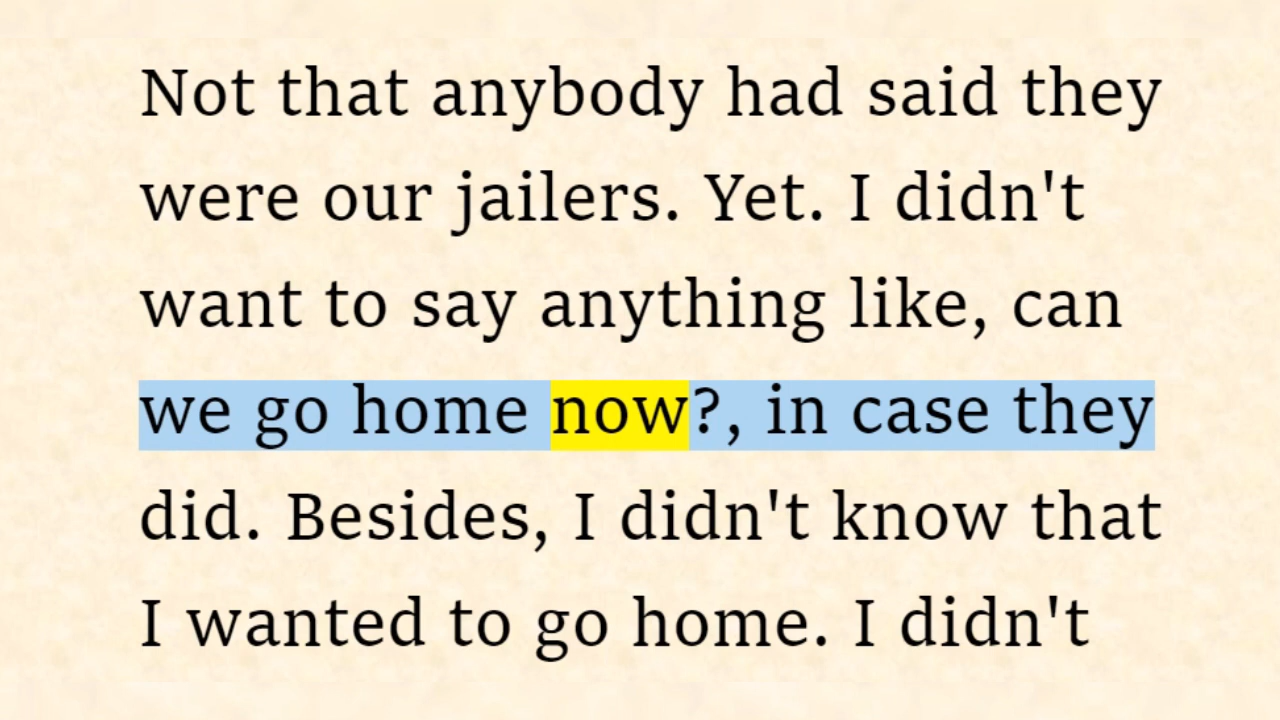 Not that anybody had said they
were our jailers. Yet. I didn't
want to say anything like, can
we go home now?, in case they
did. Besides, I didn't know that
I wanted to go home. I didn't